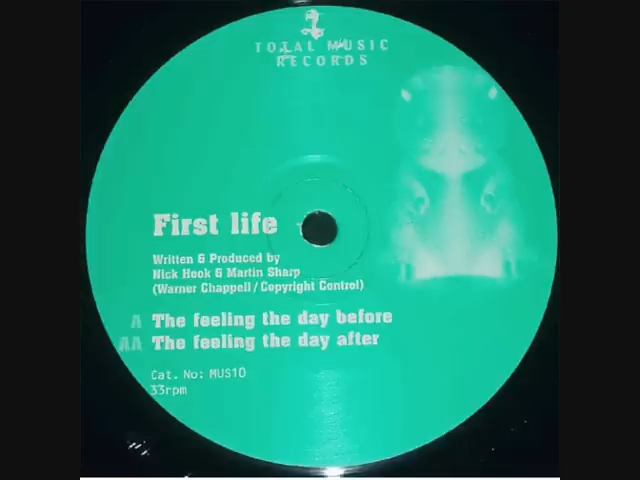 TOTAL MUSIC
RECORDS
First life
Written & Produced by
Nick Hook & Martin Sharp
(Warner Chappell/Copyright Control)
A The feeling the day before
AA The feeling the day after
Cat. No: MUS10
33rpm